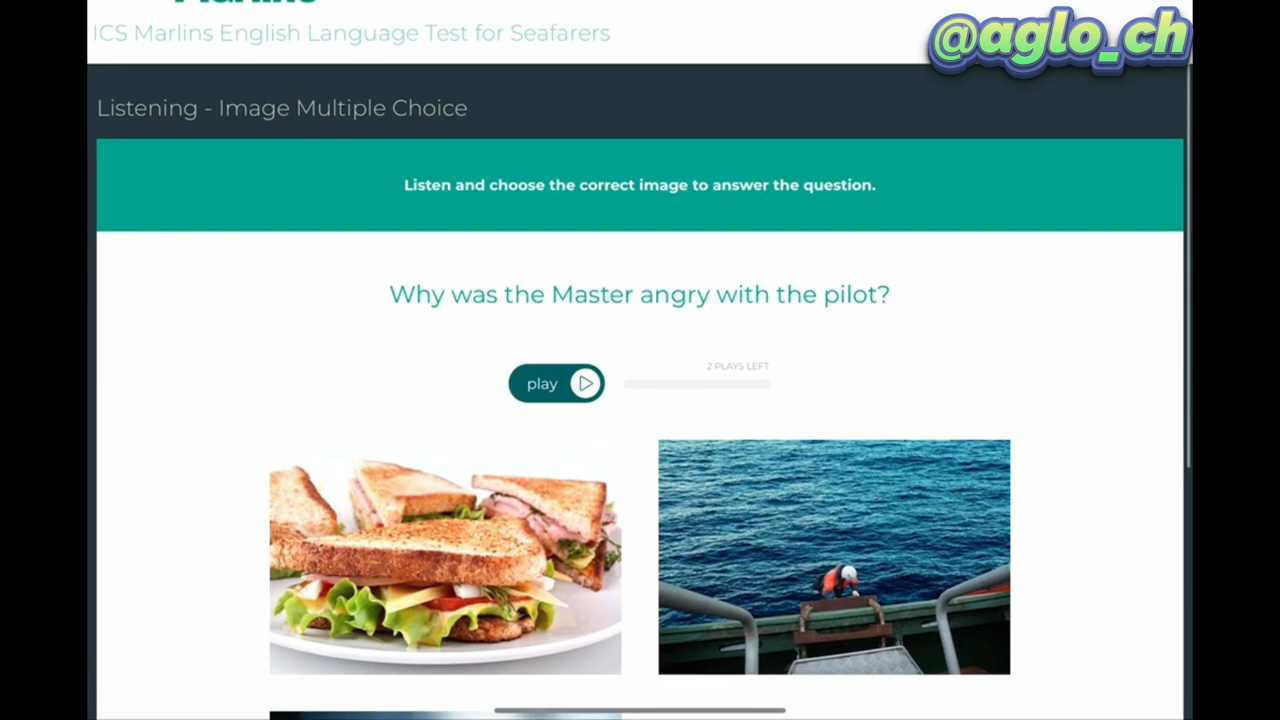 @aglo_ch
ICS Marlins English Language Test for Seafarers
Listening - Image Multiple Choice
Listen and choose the correct image to answer the question.
Why was the Master angry with the pilot?
2 PLAYS LEFT
play